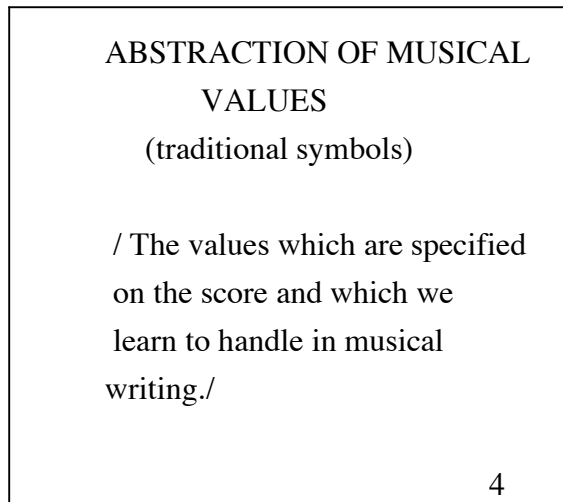 ABSTRACTION OF MUSICAL
VALUES
(traditional symbols)
/ The values which are specified
on the score and which we
learn to handle in musical
writing./
4